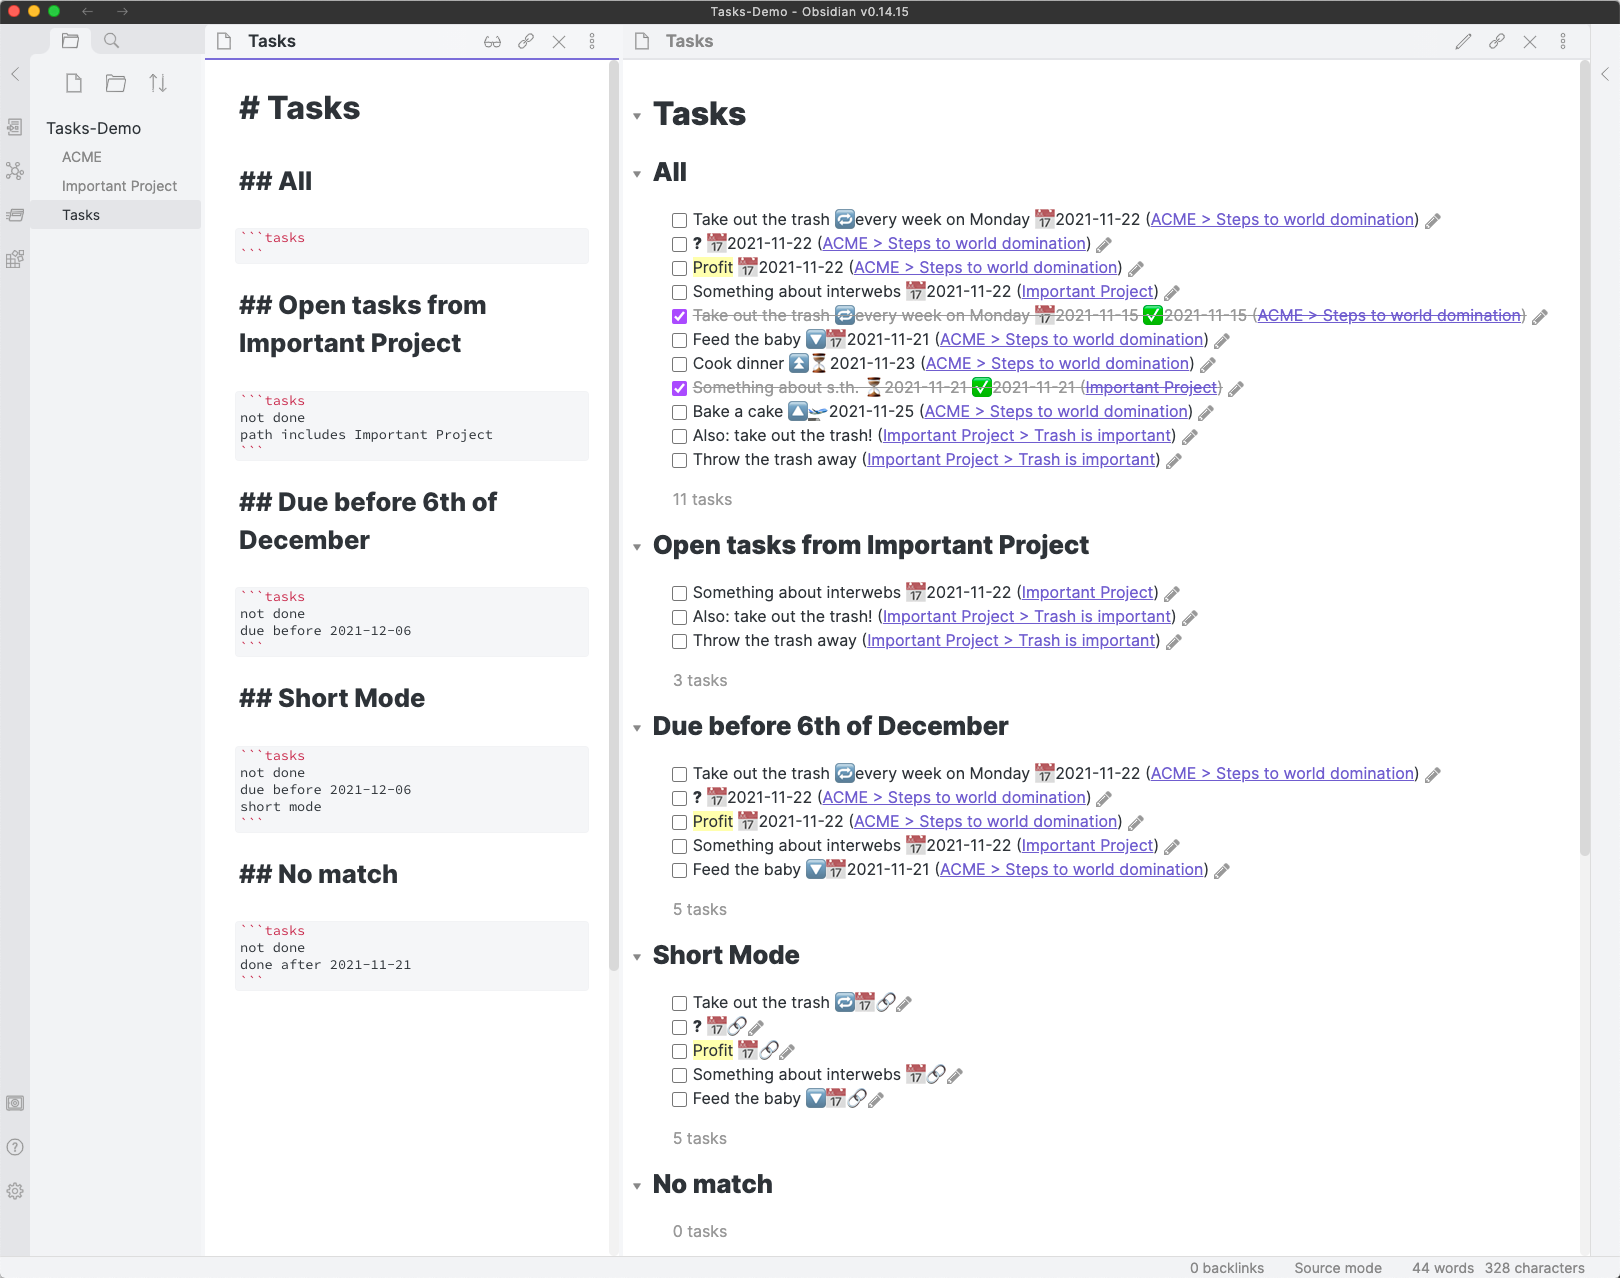 Tasks-Demo - Obsidian v0.14.15
Tasks-Demo
ACME
Important Project
Tasks
Tasks
# Tasks
## All
```tasks
```
## Open tasks from
Important Project
```tasks
not done
path includes Important Project
```
## Due before 6th of
December
```tasks
not done
due before 2021-12-06
```
## Short Mode
```tasks
not done
due before 2021-12-06
short mode
```
## No match
```tasks
not done
done after 2021-11-21
```
Tasks
Tasks
All
Take out the trash 🔁every week on Monday 📅2021-11-22 (ACME > Steps to world domination)
? 📅2021-11-22 (ACME > Steps to world domination)
Profit 📅2021-11-22 (ACME > Steps to world domination)
Something about interwebs 📅2021-11-22 (Important Project)
Take out the trash 🔁every week on Monday 📅2021-11-15 ✅2021-11-15 (ACME > Steps to world domination)
Feed the baby 🔽📅2021-11-21 (ACME > Steps to world domination)
Cook dinner ⏫⏳2021-11-23 (ACME > Steps to world domination)
Something about s.th. ⏳2021-11-21 ✅2021-11-21 (Important Project)
Bake a cake 🔼🛫2021-11-25 (ACME > Steps to world domination)
Also: take out the trash! (Important Project > Trash is important)
Throw the trash away (Important Project > Trash is important)
11 tasks
Open tasks from Important Project
Something about interwebs 📅2021-11-22 (Important Project)
Also: take out the trash! (Important Project > Trash is important)
Throw the trash away (Important Project > Trash is important)
3 tasks
Due before 6th of December
Take out the trash 🔁every week on Monday 📅2021-11-22 (ACME > Steps to world domination)
? 📅2021-11-22 (ACME > Steps to world domination)
Profit 📅2021-11-22 (ACME > Steps to world domination)
Something about interwebs 📅2021-11-22 (Important Project)
Feed the baby 🔽📅2021-11-21 (ACME > Steps to world domination)
5 tasks
Short Mode
Take out the trash 🔁📅🔗
? 📅🔗
Profit 📅🔗
Something about interwebs 📅🔗
Feed the baby 🔽📅🔗
5 tasks
No match
0 tasks
0 backlinks Source mode 44 words 328 characters